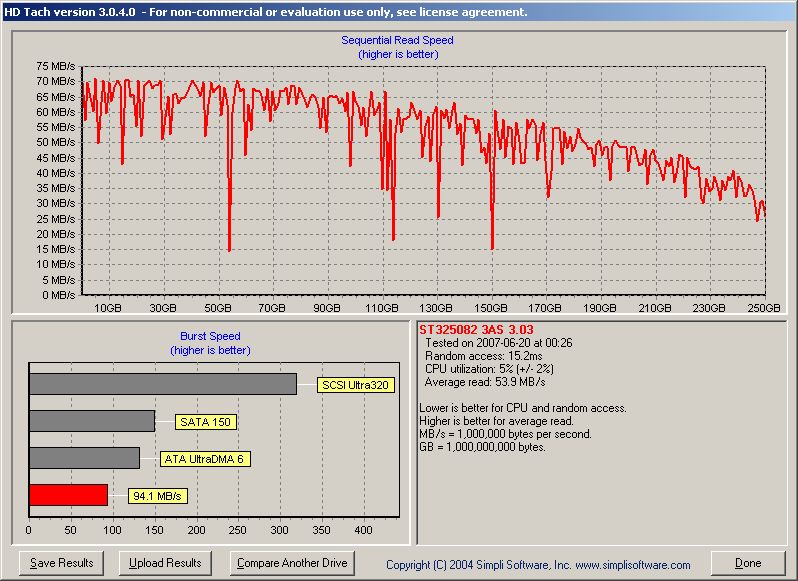 HD Tach version 3.0.4.0 - For non-commercial or evaluation use only, see license agreement.
Sequential Read Speed
(higher is better)
75 MB/s
70 MB/s
65 MB/s
60 MB/s
55 MB/s
50 MB/s
45 MB/s
40 MB/s
35 MB/s
30 MB/s
25 MB/s
20 MB/s
15 MB/s
10 MB/s
5 MB/s
0 MB/s
10GB 30GB 50GB 70GB 90GB 110GB 130GB 150GB 170GB 190GB 210GB 230GB 250GB
Burst Speed
(higher is better)
SCSI Ultra320
SATA 150
ATA UltraDMA 6
94.1 MB/s
0 50 100 150 200 250 300 350 400
ST325082 3AS 3.03
Tested on 2007-06-20 at 00:26
Random access: 15.2ms
CPU utilization: 5% (+/- 2%)
Average read: 53.9 MB/s
Lower is better for CPU and random access.
Higher is better for average read.
MB/s = 1,000,000 bytes per second.
GB = 1,000,000,000 bytes.
Save Results Upload Results Compare Another Drive Copyright (C) 2004 Simpli Software, Inc. www.simplisoftware.com Done